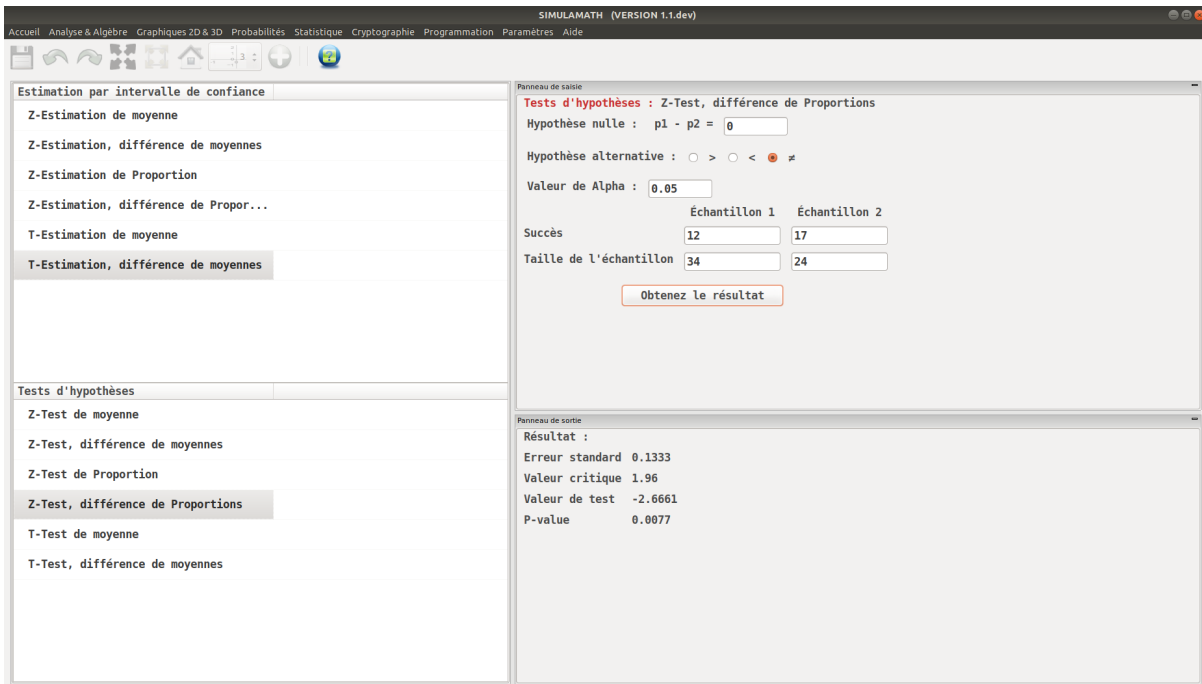 SIMULAMATH (VERSION 1.1.dev)
Accueil Analyse & Algèbre Graphiques 2D & 3D Probabilités Statistique Cryptographie Programmation Paramètres Aide
3
Estimation par intervalle de confiance
Z-Estimation de moyenne
Z-Estimation, différence de moyennes
Z-Estimation de Proportion
Z-Estimation, différence de Propor...
T-Estimation de moyenne
T-Estimation, différence de moyennes
Tests d'hypothèses
Z-Test de moyenne
Z-Test, différence de moyennes
Z-Test de Proportion
Z-Test, différence de Proportions
T-Test de moyenne
T-Test, différence de moyennes
Panneau de saisie
Tests d'hypothèses : Z-Test, différence de Proportions
Hypothèse nulle : p1 - p2 = 0
Hypothèse alternative : > < ≠
Valeur de Alpha : 0.05
Échantillon 1 Échantillon 2
Succès 12 17
Taille de l'échantillon 34 24
Obtenez le résultat
Panneau de sortie
Résultat :
Erreur standard 0.1333
Valeur critique 1.96
Valeur de test -2.6661
P-value 0.0077